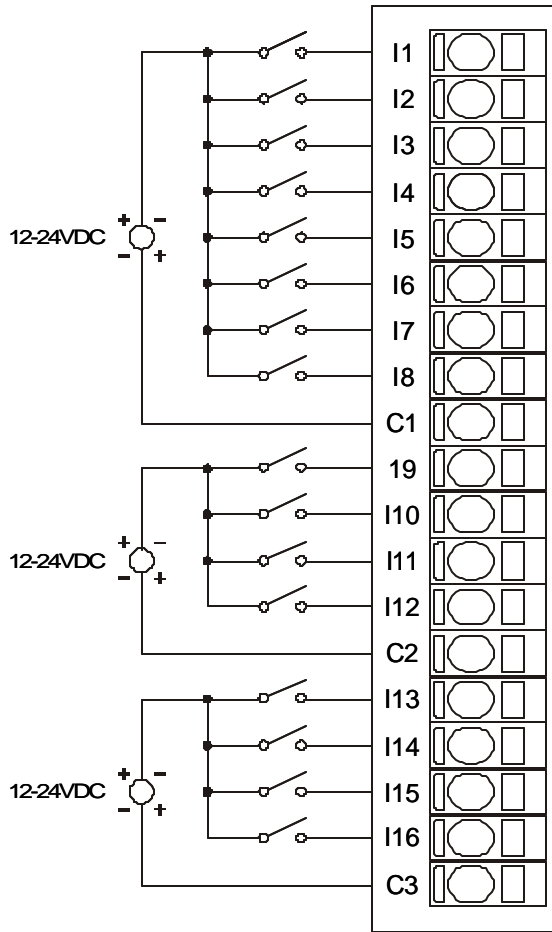 I1
I2
I3
I4
+ −
12-24VDC
I5
− +
I6
I7
I8
C1
19
I10
+ −
12-24VDC
I11
− +
I12
C2
I13
I14
+ −
12-24VDC
I15
− +
I16
C3